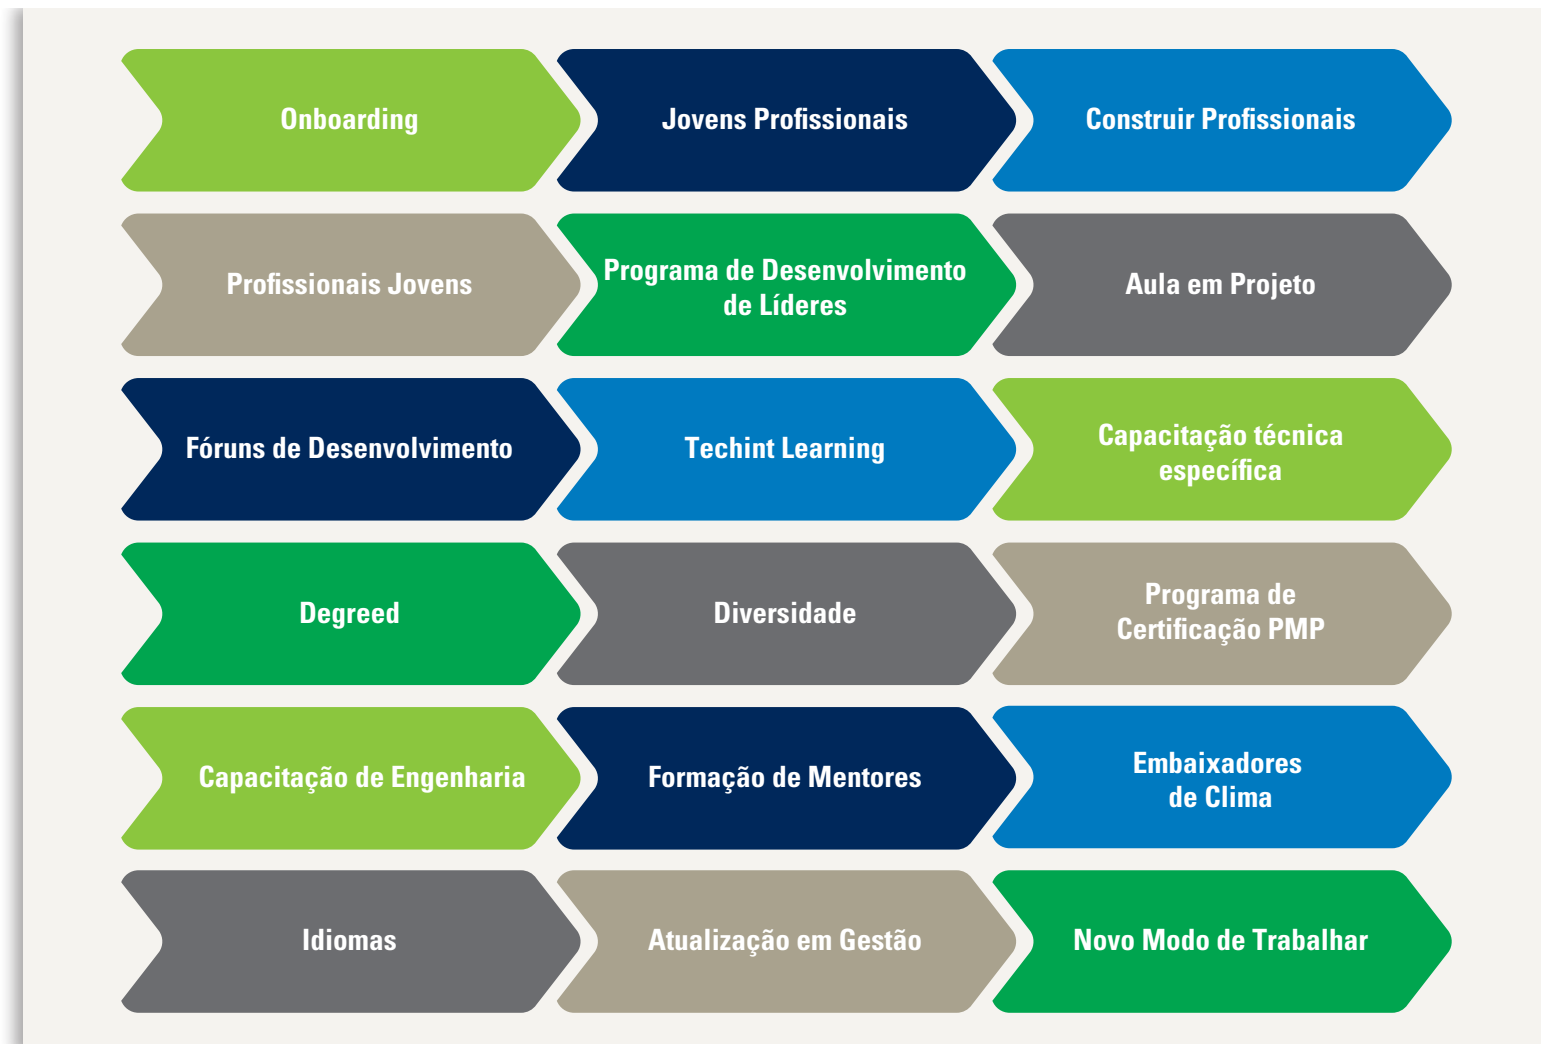 Onboarding
Jovens Profissionais
Construir Profissionais
Profissionais Jovens
Programa de Desenvolvimento
de Líderes
Aula em Projeto
Fóruns de Desenvolvimento
Techint Learning
Capacitação técnica
específica
Degreed
Diversidade
Programa de
Certificação PMP
Capacitação de Engenharia
Formação de Mentores
Embaixadores
de Clima
Idiomas
Atualização em Gestão
Novo Modo de Trabalhar